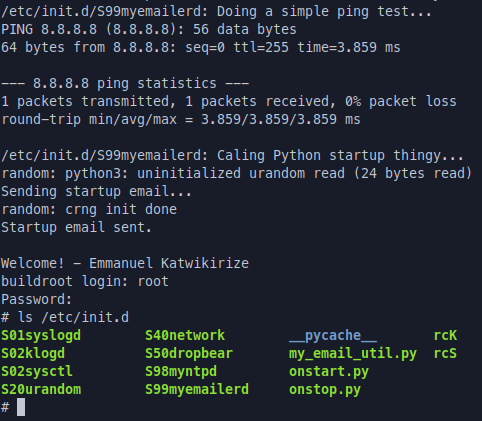 /etc/init.d/S99myemailerd: Doing a simple ping test...
PING 8.8.8.8 (8.8.8.8): 56 data bytes
64 bytes from 8.8.8.8: seq=0 ttl=255 time=3.859 ms

--- 8.8.8.8 ping statistics ---
1 packets transmitted, 1 packets received, 0% packet loss
round-trip min/avg/max = 3.859/3.859/3.859 ms

/etc/init.d/S99myemailerd: Caling Python startup thingy...
random: python3: uninitialized urandom read (24 bytes read)
Sending startup email...
random: crng init done
Startup email sent.

Welcome! - Emmanuel Katwikirize
buildroot login: root
Password:
# ls /etc/init.d
S01syslogd S40network __pycache__ rcK
S02klogd S50dropbear my_email_util.py rcS
S02sysctl S98myntpd onstart.py
S20urandom S99myemailerd onstop.py
#